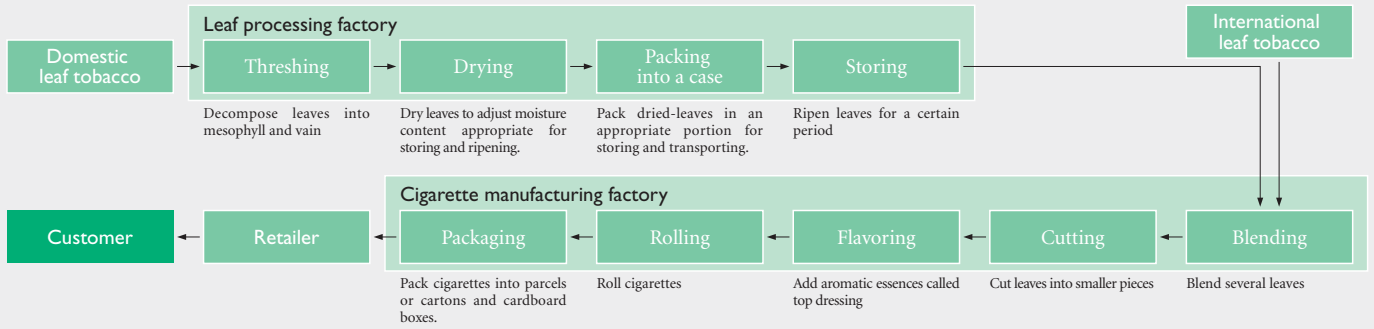 Leaf processing factory
International
leaf tobacco
Domestic
leaf tobacco
Threshing
Drying
Packing
into a case
Storing
Decompose leaves into
mesophyll and vain
Dry leaves to adjust moisture
content appropriate for
storing and ripening.
Pack dried-leaves in an
appropriate portion for
storing and transporting.
Ripen leaves for a certain
period
Cigarette manufacturing factory
Customer
Retailer
Packaging
Rolling
Flavoring
Cutting
Blending
Pack cigarettes into parcels
or cartons and cardboard
boxes.
Roll cigarettes
Add aromatic essences called
top dressing
Cut leaves into smaller pieces
Blend several leaves